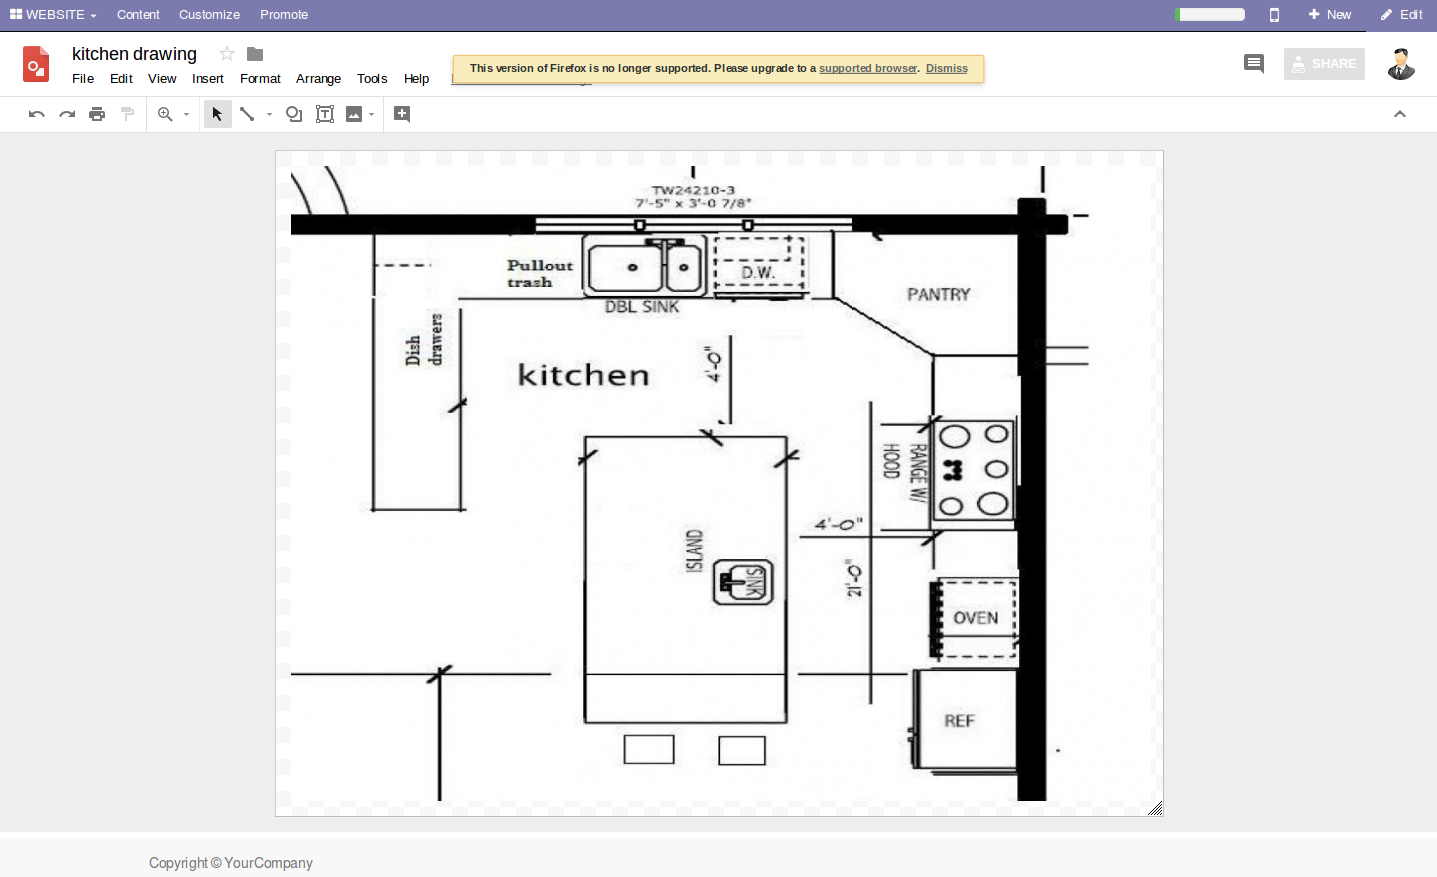 WEBSITE Content Customize Promote New Edit
kitchen drawing
This version of Firefox is no longer supported. Please upgrade to a supported browser. Dismiss
SHARE
File Edit View Insert Format Arrange Tools Help
TW24210-3
7'-5" x 3'-0 7/8"
Pullout
trash
D.W.
DBL SINK
PANTRY
Dish
drawers
4'-0"
kitchen
RANGE W/
HOOD
4'-0"
ISLAND
SINK
21'-0"
OVEN
REF
Copyright © YourCompany